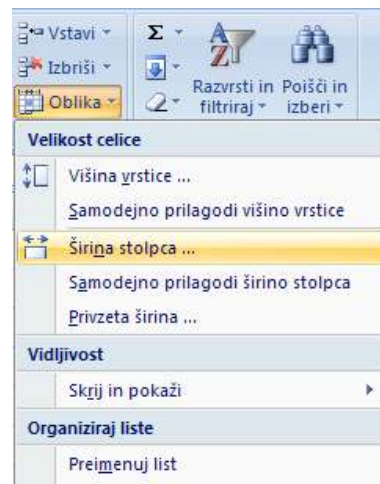 Vstavi
Izbriši
Oblika
Σ
A
Z
Razvrsti in
filtriraj
Poišči in
izberi
Velikost celice
Višina vrstice ...
Samodejno prilagodi višino vrstice
Širina stolpca ...
Samodejno prilagodi širino stolpca
Privzeta širina ...
Vidljivost
Skrij in pokaži
Organiziraj liste
Preimenuj list